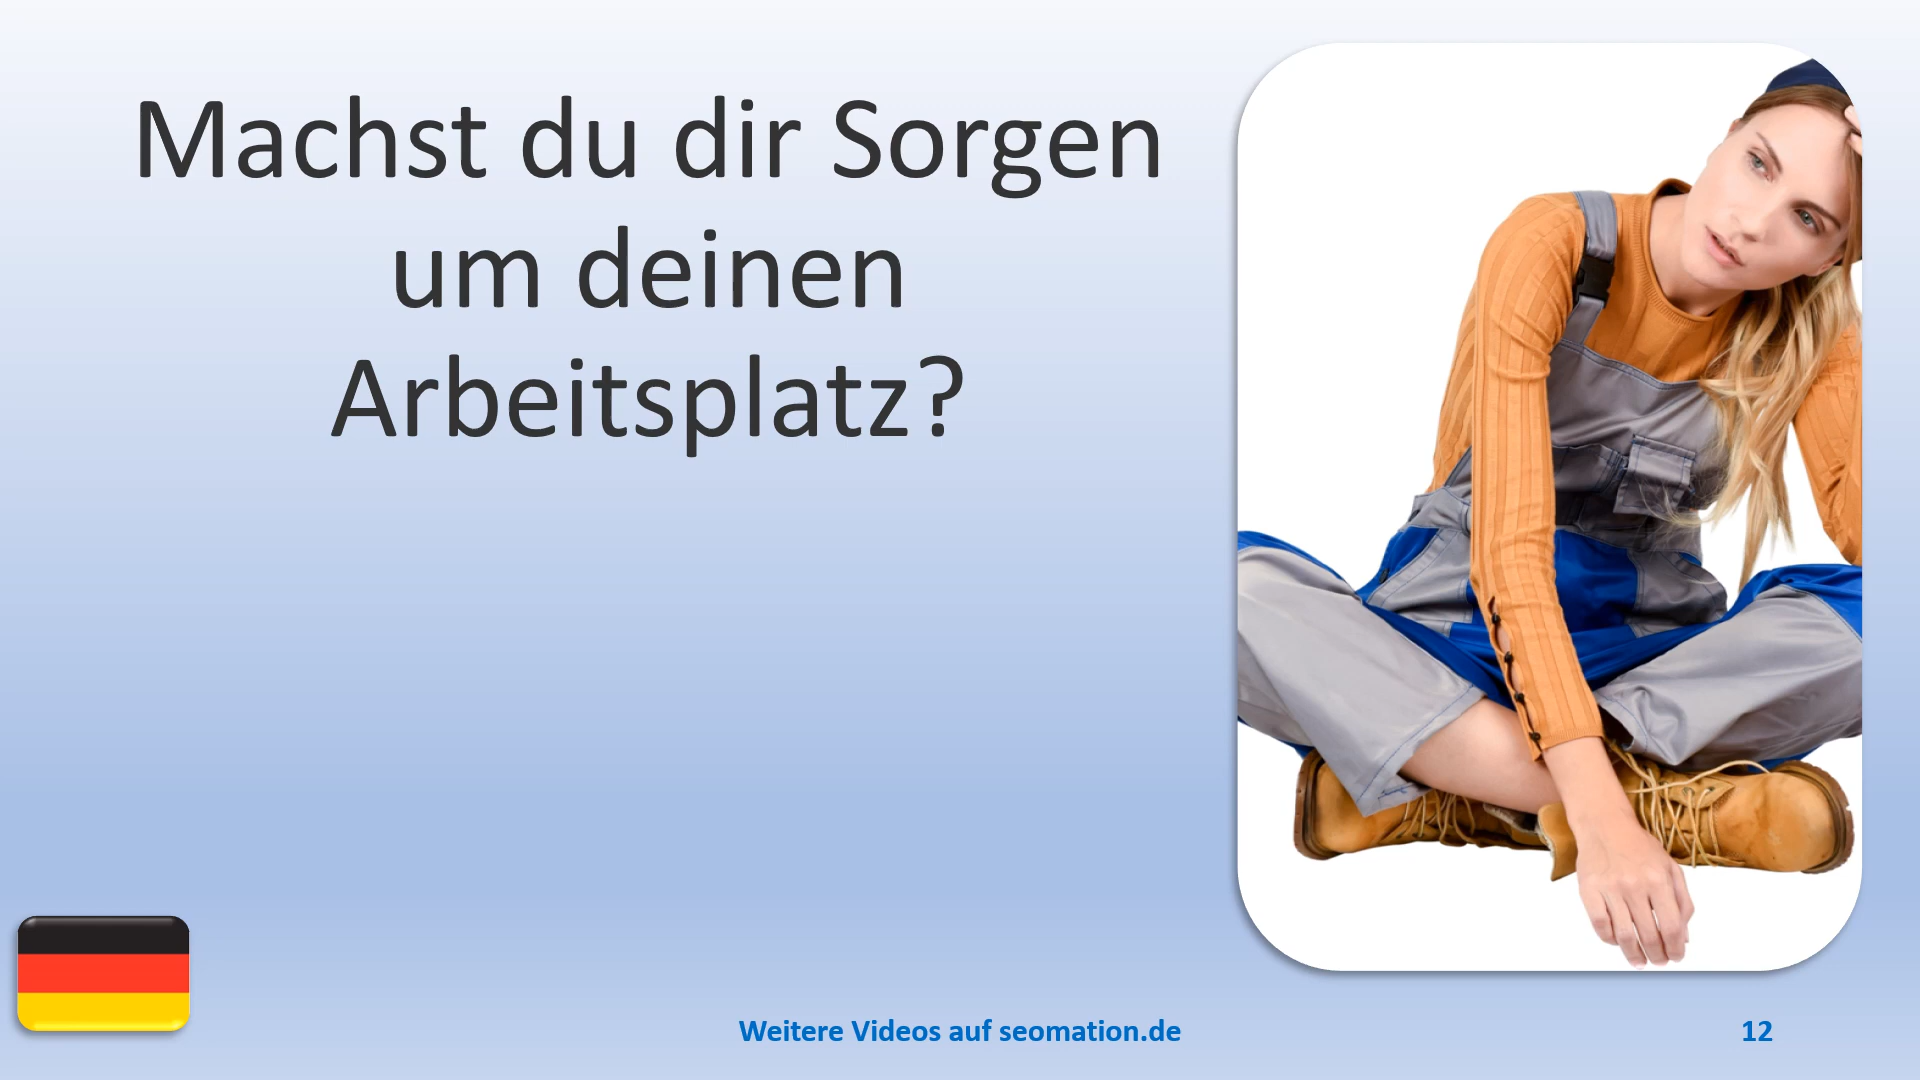 Machst du dir Sorgen
um deinen
Arbeitsplatz?
Weitere Videos auf seomation.de
12